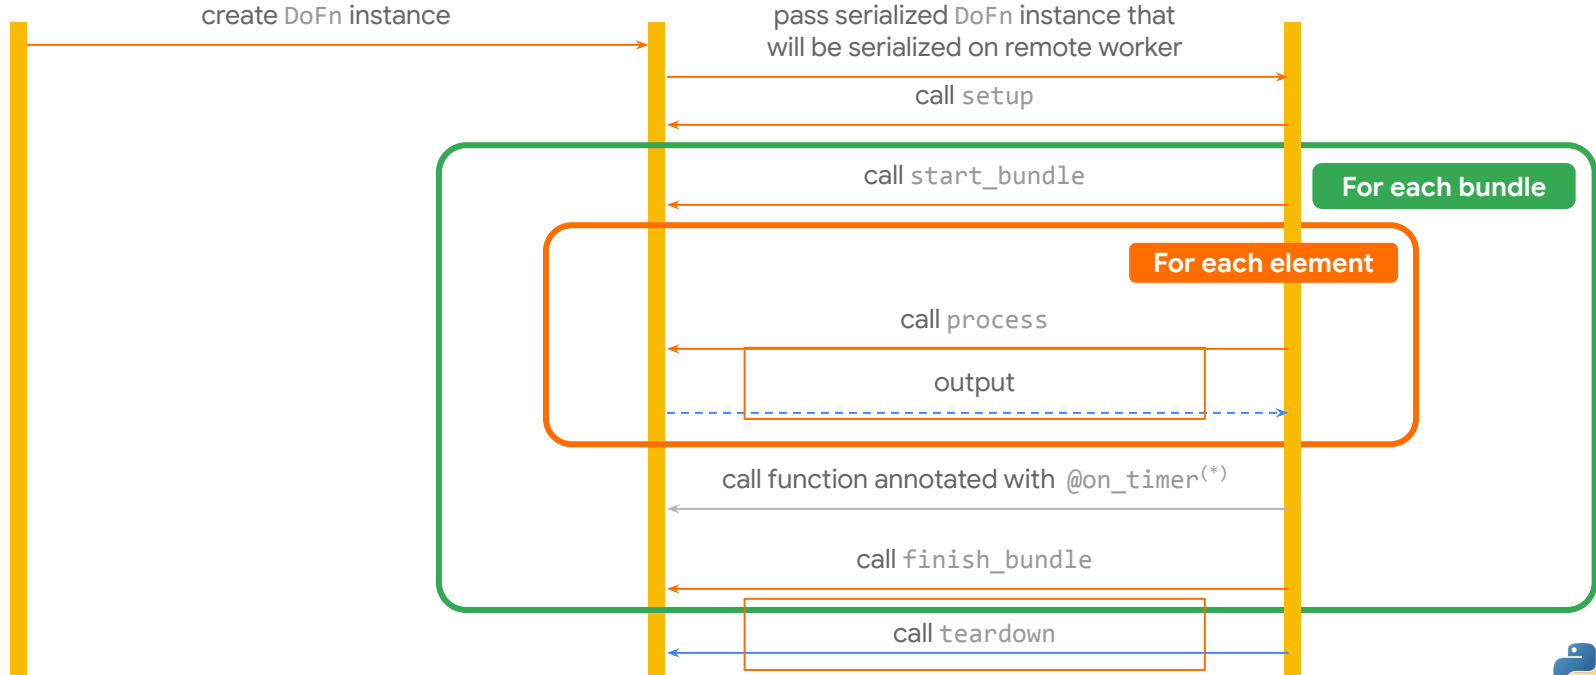 create DoFn instance
pass serialized DoFn instance that
will be serialized on remote worker
call setup
call start_bundle
For each bundle
For each element
call process
output
call function annotated with @on_timer(*)
call finish_bundle
call teardown